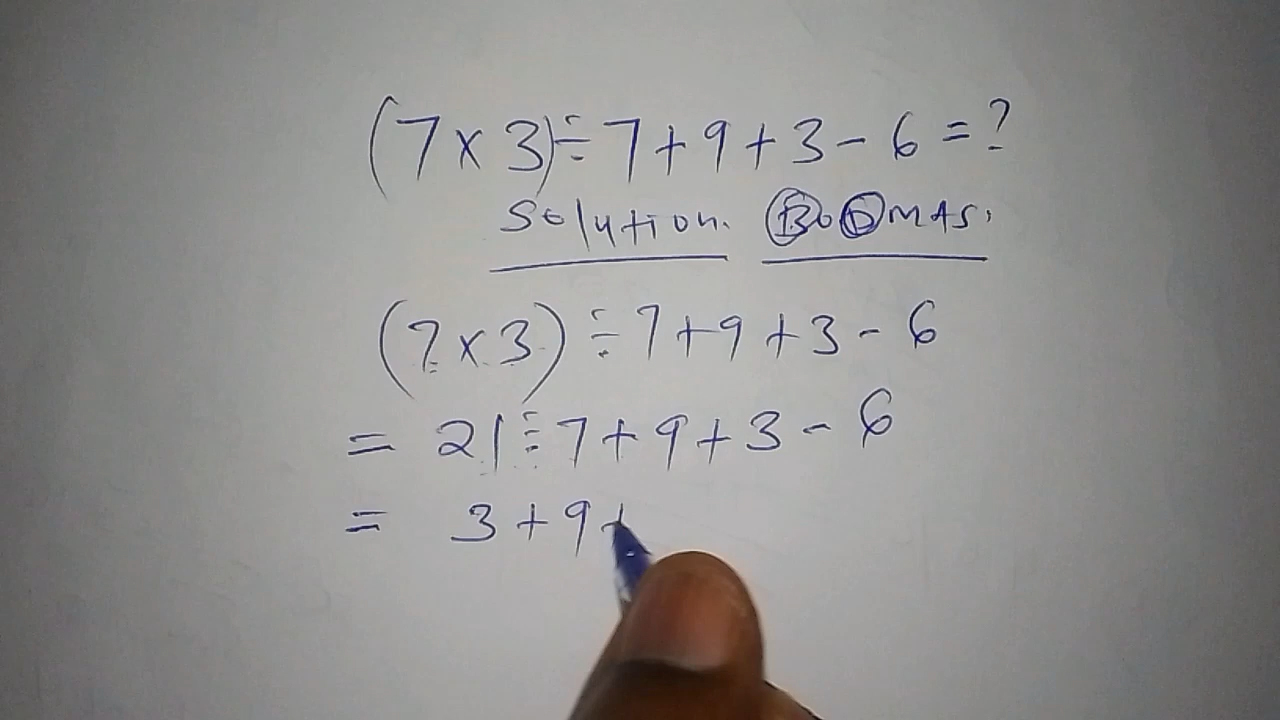 (7 x 3) ÷ 7 + 9 + 3 - 6 = ?
Solution. BODMAS.
(7 x 3) ÷ 7 + 9 + 3 - 6
= 21 ÷ 7 + 9 + 3 - 6
= 3 + 9 +